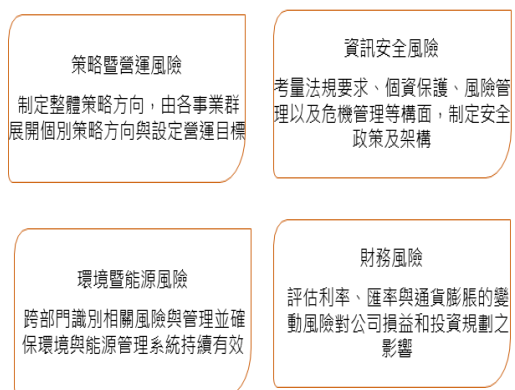 策略暨營運風險
制定整體策略方向，由各事業群
展開個別策略方向與設定營運目標
資訊安全風險
考量法規要求、個資保護、風險管
理以及危機管理等構面，制定安全
政策及架構
環境暨能源風險
跨部門識別相關風險與管理並確
保環境與能源管理系統持續有效
財務風險
評估利率、匯率與通貨膨脹的變
動風險對公司損益和投資規劃之
影響